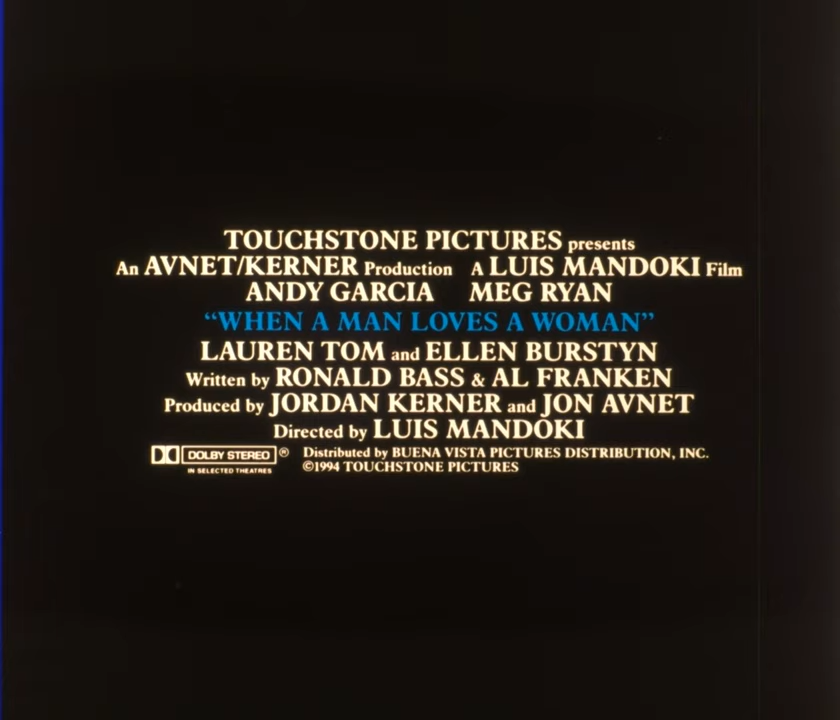 TOUCHSTONE PICTURES presents
An AVNET/KERNER Production A LUIS MANDOKI Film
ANDY GARCIA MEG RYAN
“WHEN A MAN LOVES A WOMAN”
LAUREN TOM and ELLEN BURSTYN
Written by RONALD BASS & AL FRANKEN
Produced by JORDAN KERNER and JON AVNET
Directed by LUIS MANDOKI
DOLBY STEREO ® Distributed by BUENA VISTA PICTURES DISTRIBUTION, INC.
IN SELECTED THEATRES ©1994 TOUCHSTONE PICTURES